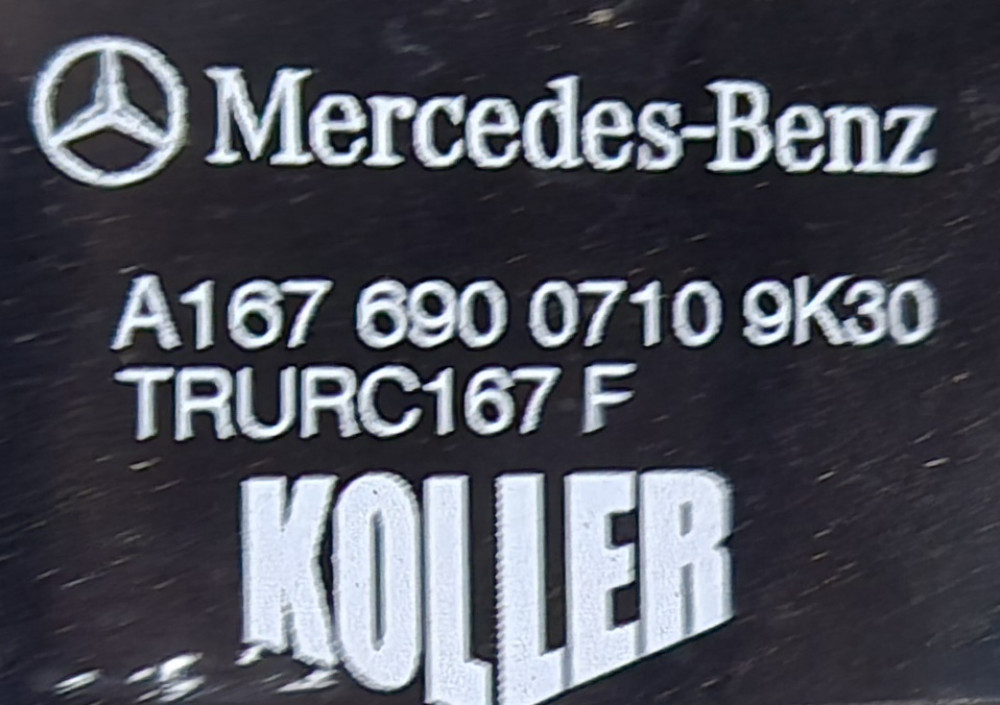 Mercedes-Benz
A167 690 0710 9K30
TRURC167 F
KOLLER